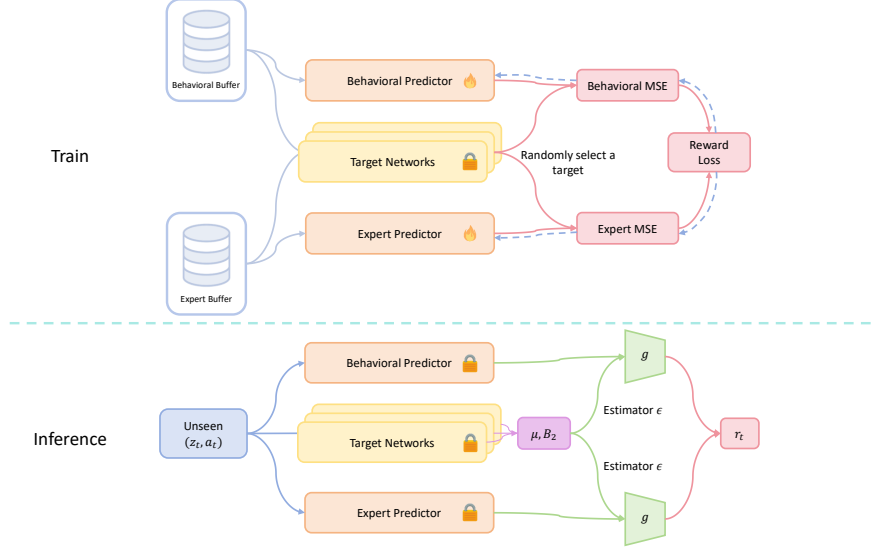 Behavioral Buffer
Behavioral Predictor
Behavioral MSE
Train
Target Networks
Randomly select a
target
Reward
Loss
Expert Predictor
Expert MSE
Expert Buffer
Behavioral Predictor
g
Estimator ϵ
Inference
Unseen
(z_t, a_t)
Target Networks
μ, B_2
r_t
Estimator ϵ
Expert Predictor
g